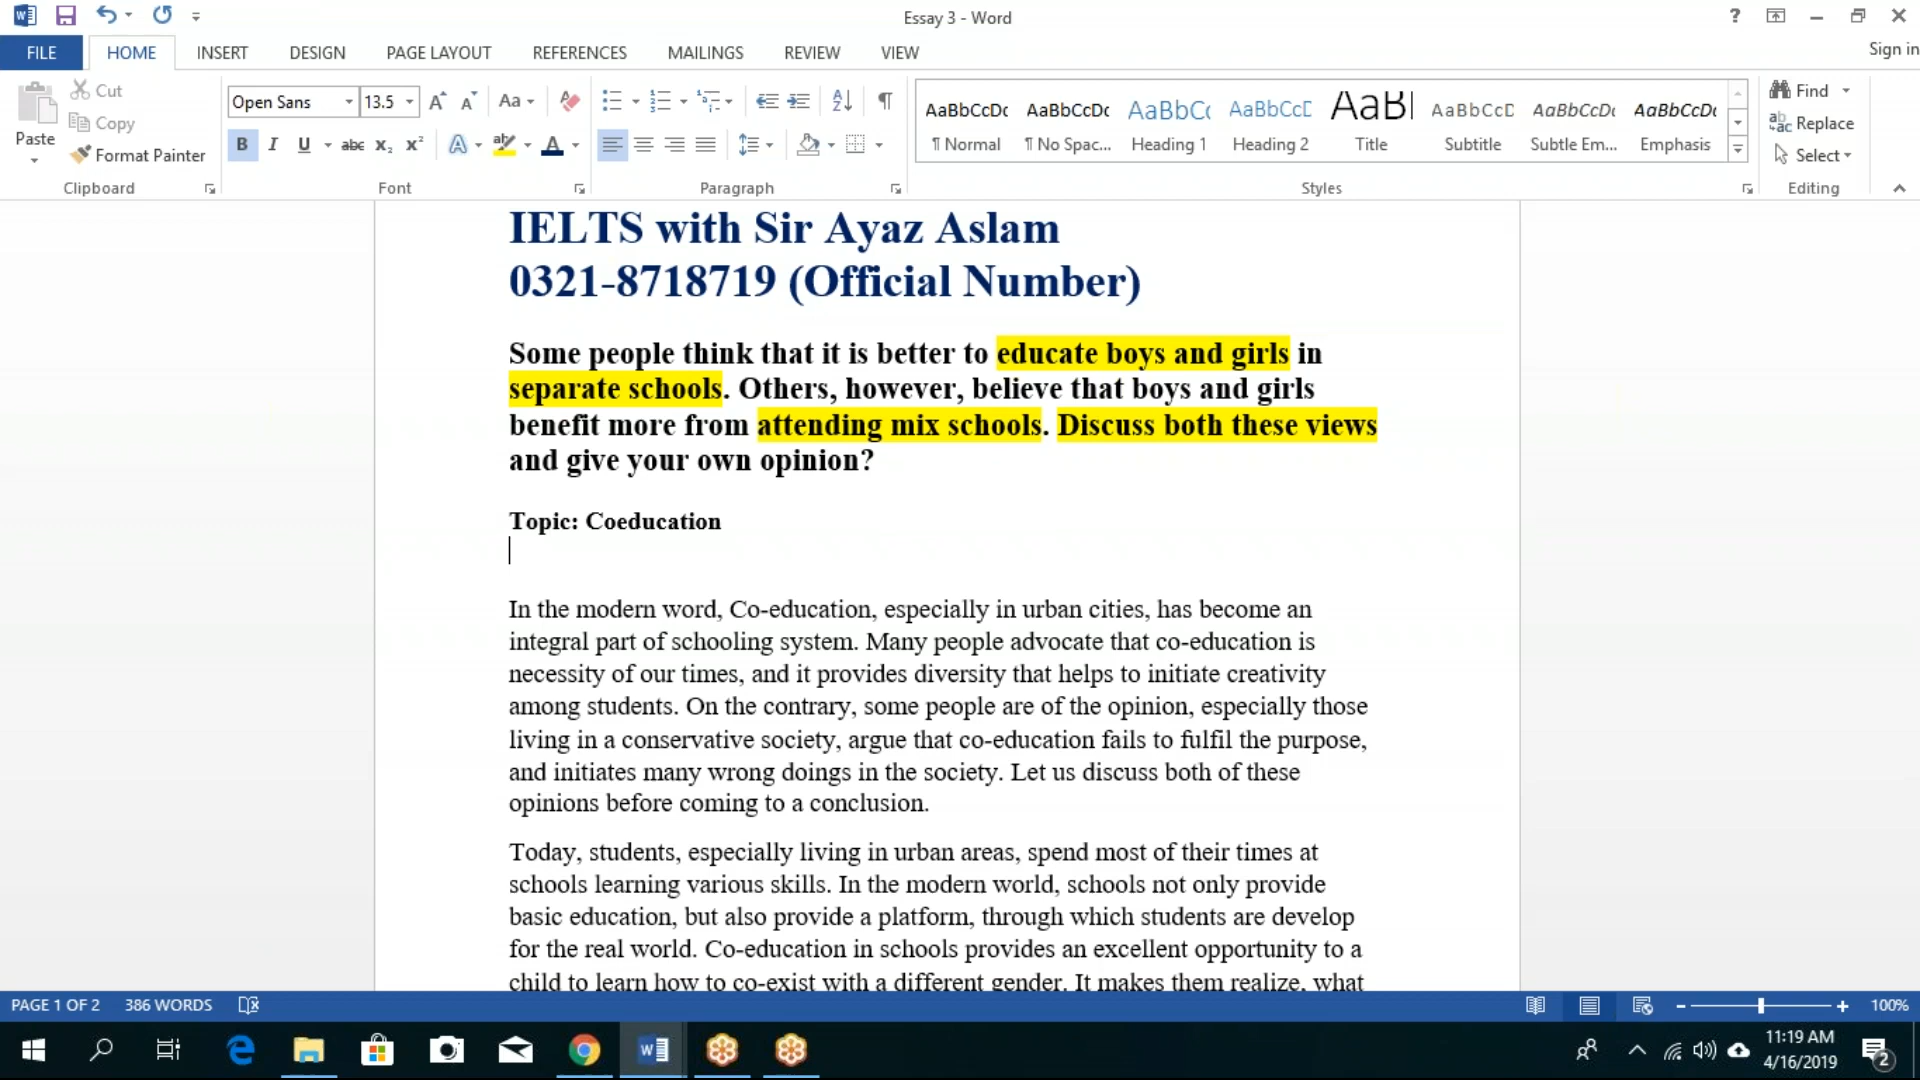 Essay 3 - Word
?
Sign in
FILE HOME INSERT DESIGN PAGE LAYOUT REFERENCES MAILINGS REVIEW VIEW
Paste
Cut
Copy
Format Painter
Clipboard
Open Sans 13.5
Font
Paragraph
AaBbCcDc AaBbCcDc AaBbCc AaBbCcD AaBl AaBbCcD AaBbCcDc AaBbCcDc
¶ Normal ¶ No Spac... Heading 1 Heading 2 Title Subtitle Subtle Em... Emphasis
Styles
Find
Replace
Select
Editing
IELTS with Sir Ayaz Aslam
0321-8718719 (Official Number)
Some people think that it is better to educate boys and girls in
separate schools. Others, however, believe that boys and girls
benefit more from attending mix schools. Discuss both these views
and give your own opinion?
Topic: Coeducation
In the modern word, Co-education, especially in urban cities, has become an
integral part of schooling system. Many people advocate that co-education is
necessity of our times, and it provides diversity that helps to initiate creativity
among students. On the contrary, some people are of the opinion, especially those
living in a conservative society, argue that co-education fails to fulfil the purpose,
and initiates many wrong doings in the society. Let us discuss both of these
opinions before coming to a conclusion.
Today, students, especially living in urban areas, spend most of their times at
schools learning various skills. In the modern world, schools not only provide
basic education, but also provide a platform, through which students are develop
for the real world. Co-education in schools provides an excellent opportunity to a
child to learn how to co-exist with a different gender. It makes them realize, what
PAGE 1 OF 2 386 WORDS
100%
11:19 AM
4/16/2019
2